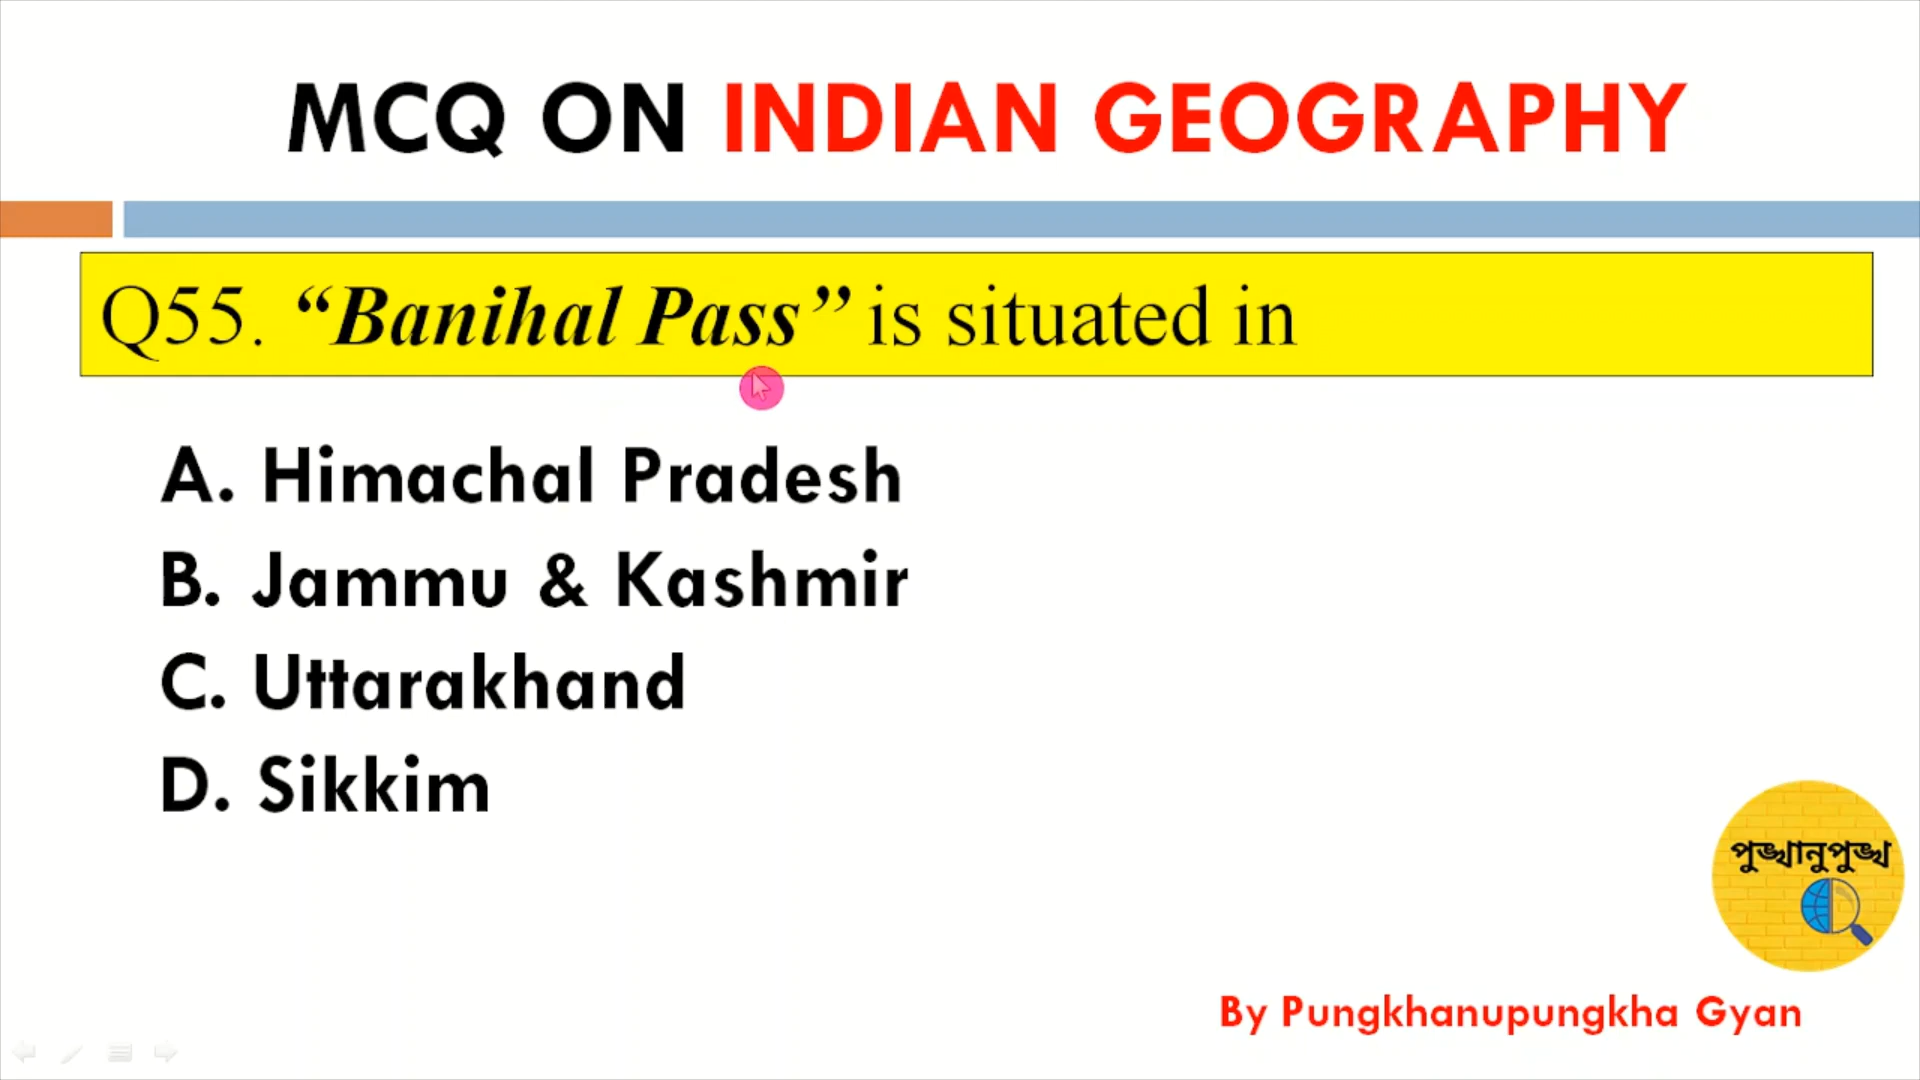 MCQ ON INDIAN GEOGRAPHY
Q55. “Banihal Pass” is situated in
A. Himachal Pradesh
B. Jammu & Kashmir
C. Uttarakhand
D. Sikkim
পুঙ্খানুপুঙ্খ
By Pungkhanupungkha Gyan